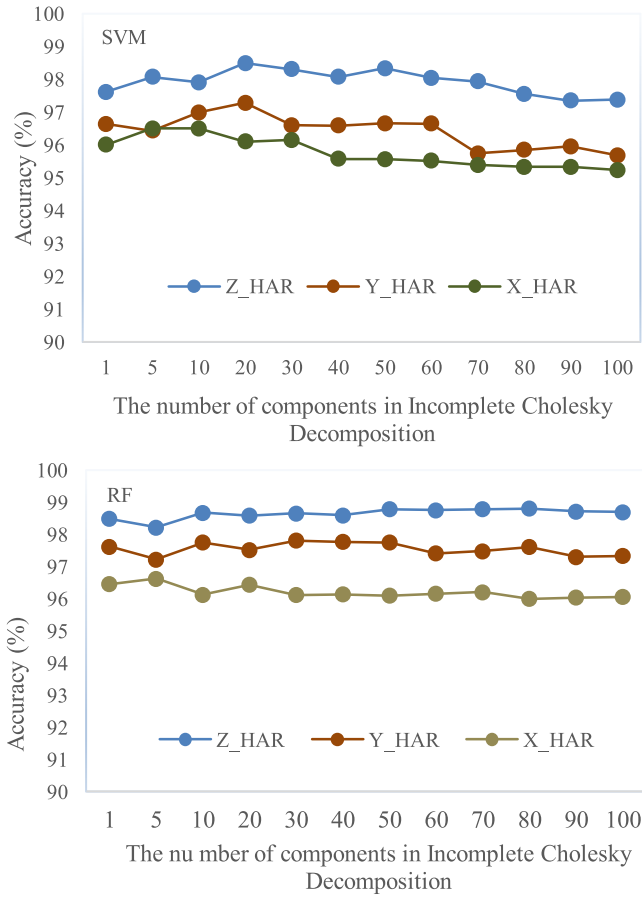 100
SVM
99
98
97
96
95
94
93
92
91
90
Accuracy (%)
Z_HAR Y_HAR X_HAR
1 5 10 20 30 40 50 60 70 80 90 100
The number of components in Incomplete Cholesky
Decomposition
100
RF
99
98
97
96
95
94
93
92
91
90
Accuracy (%)
Z_HAR Y_HAR X_HAR
1 5 10 20 30 40 50 60 70 80 90 100
The nu mber of components in Incomplete Cholesky
Decomposition